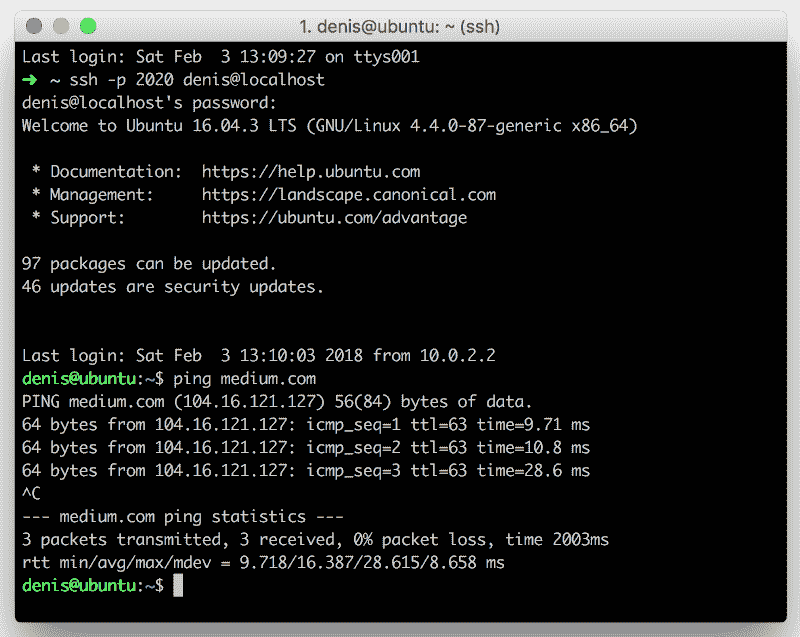 1. denis@ubuntu: ~ (ssh)
Last login: Sat Feb  3 13:09:27 on ttys001
➜  ~ ssh -p 2020 denis@localhost
denis@localhost's password:
Welcome to Ubuntu 16.04.3 LTS (GNU/Linux 4.4.0-87-generic x86_64)
 * Documentation:  https://help.ubuntu.com
 * Management:     https://landscape.canonical.com
 * Support:        https://ubuntu.com/advantage
97 packages can be updated.
46 updates are security updates.
Last login: Sat Feb  3 13:10:03 2018 from 10.0.2.2
denis@ubuntu:~$ ping medium.com
PING medium.com (104.16.121.127) 56(84) bytes of data.
64 bytes from 104.16.121.127: icmp_seq=1 ttl=63 time=9.71 ms
64 bytes from 104.16.121.127: icmp_seq=2 ttl=63 time=10.8 ms
64 bytes from 104.16.121.127: icmp_seq=3 ttl=63 time=28.6 ms
^C
--- medium.com ping statistics ---
3 packets transmitted, 3 received, 0% packet loss, time 2003ms
rtt min/avg/max/mdev = 9.718/16.387/28.615/8.658 ms
denis@ubuntu:~$